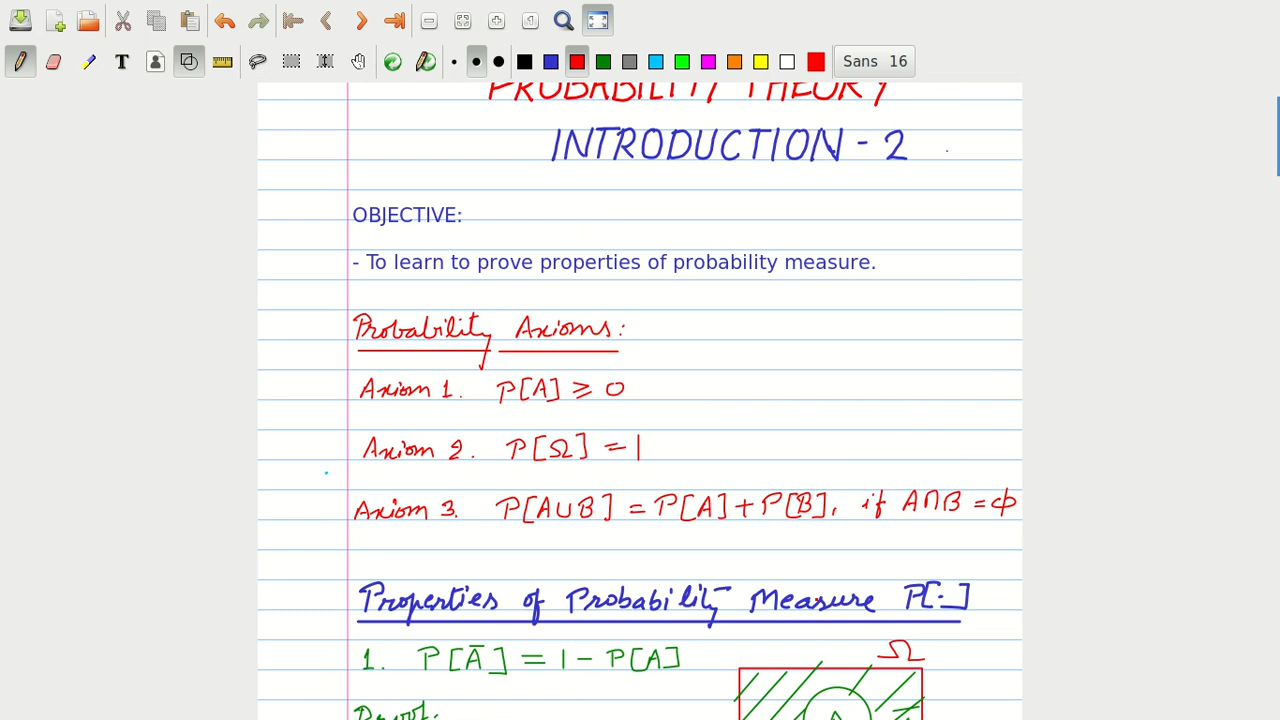 Sans 16
PROBABILITY THEORY
INTRODUCTION - 2
OBJECTIVE:
- To learn to prove properties of probability measure.
Probability Axioms:
Axiom 1. P[A] ≥ 0
Axiom 2. P[Ω] = 1
Axiom 3. P[A∪B] = P[A] + P[B], if A∩B = ϕ
Properties of Probability Measure P[·]
1. P[Ā] = 1 - P[A]
Ω
Proof:
A